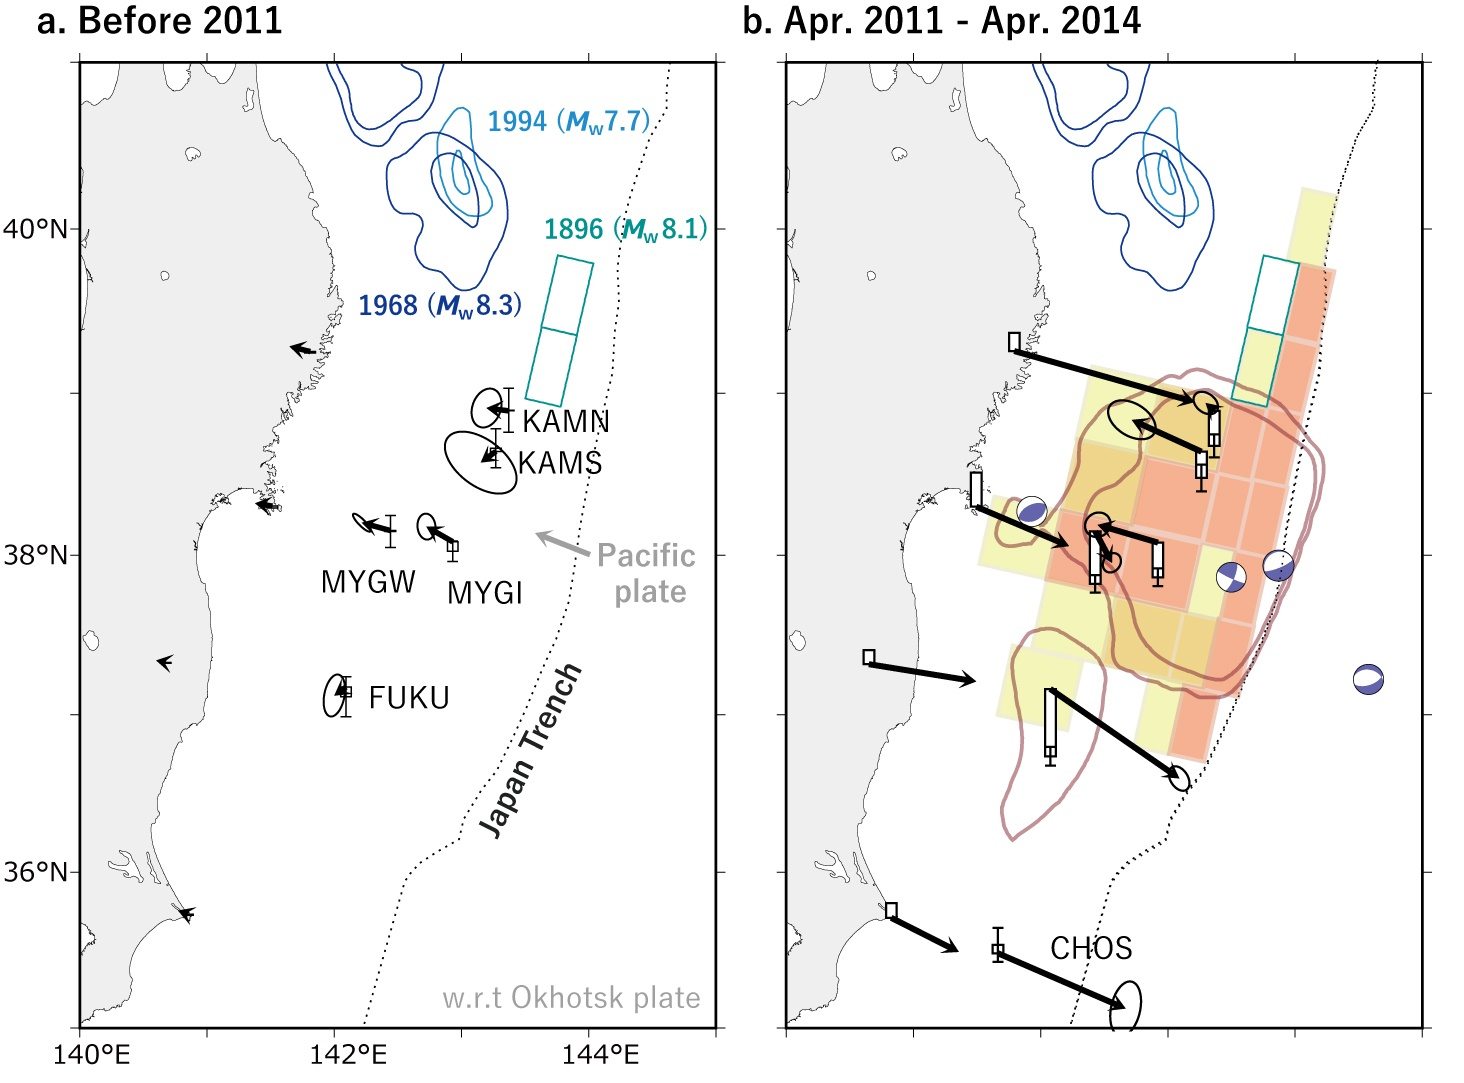 a. Before 2011
b. Apr. 2011 - Apr. 2014
1994 (Mw7.7)
40°N
1896 (Mw8.1)
1968 (Mw8.3)
KAMN
KAMS
38°N
Pacific
plate
MYGW
MYGI
FUKU
Japan Trench
36°N
CHOS
w.r.t Okhotsk plate
140°E
142°E
144°E